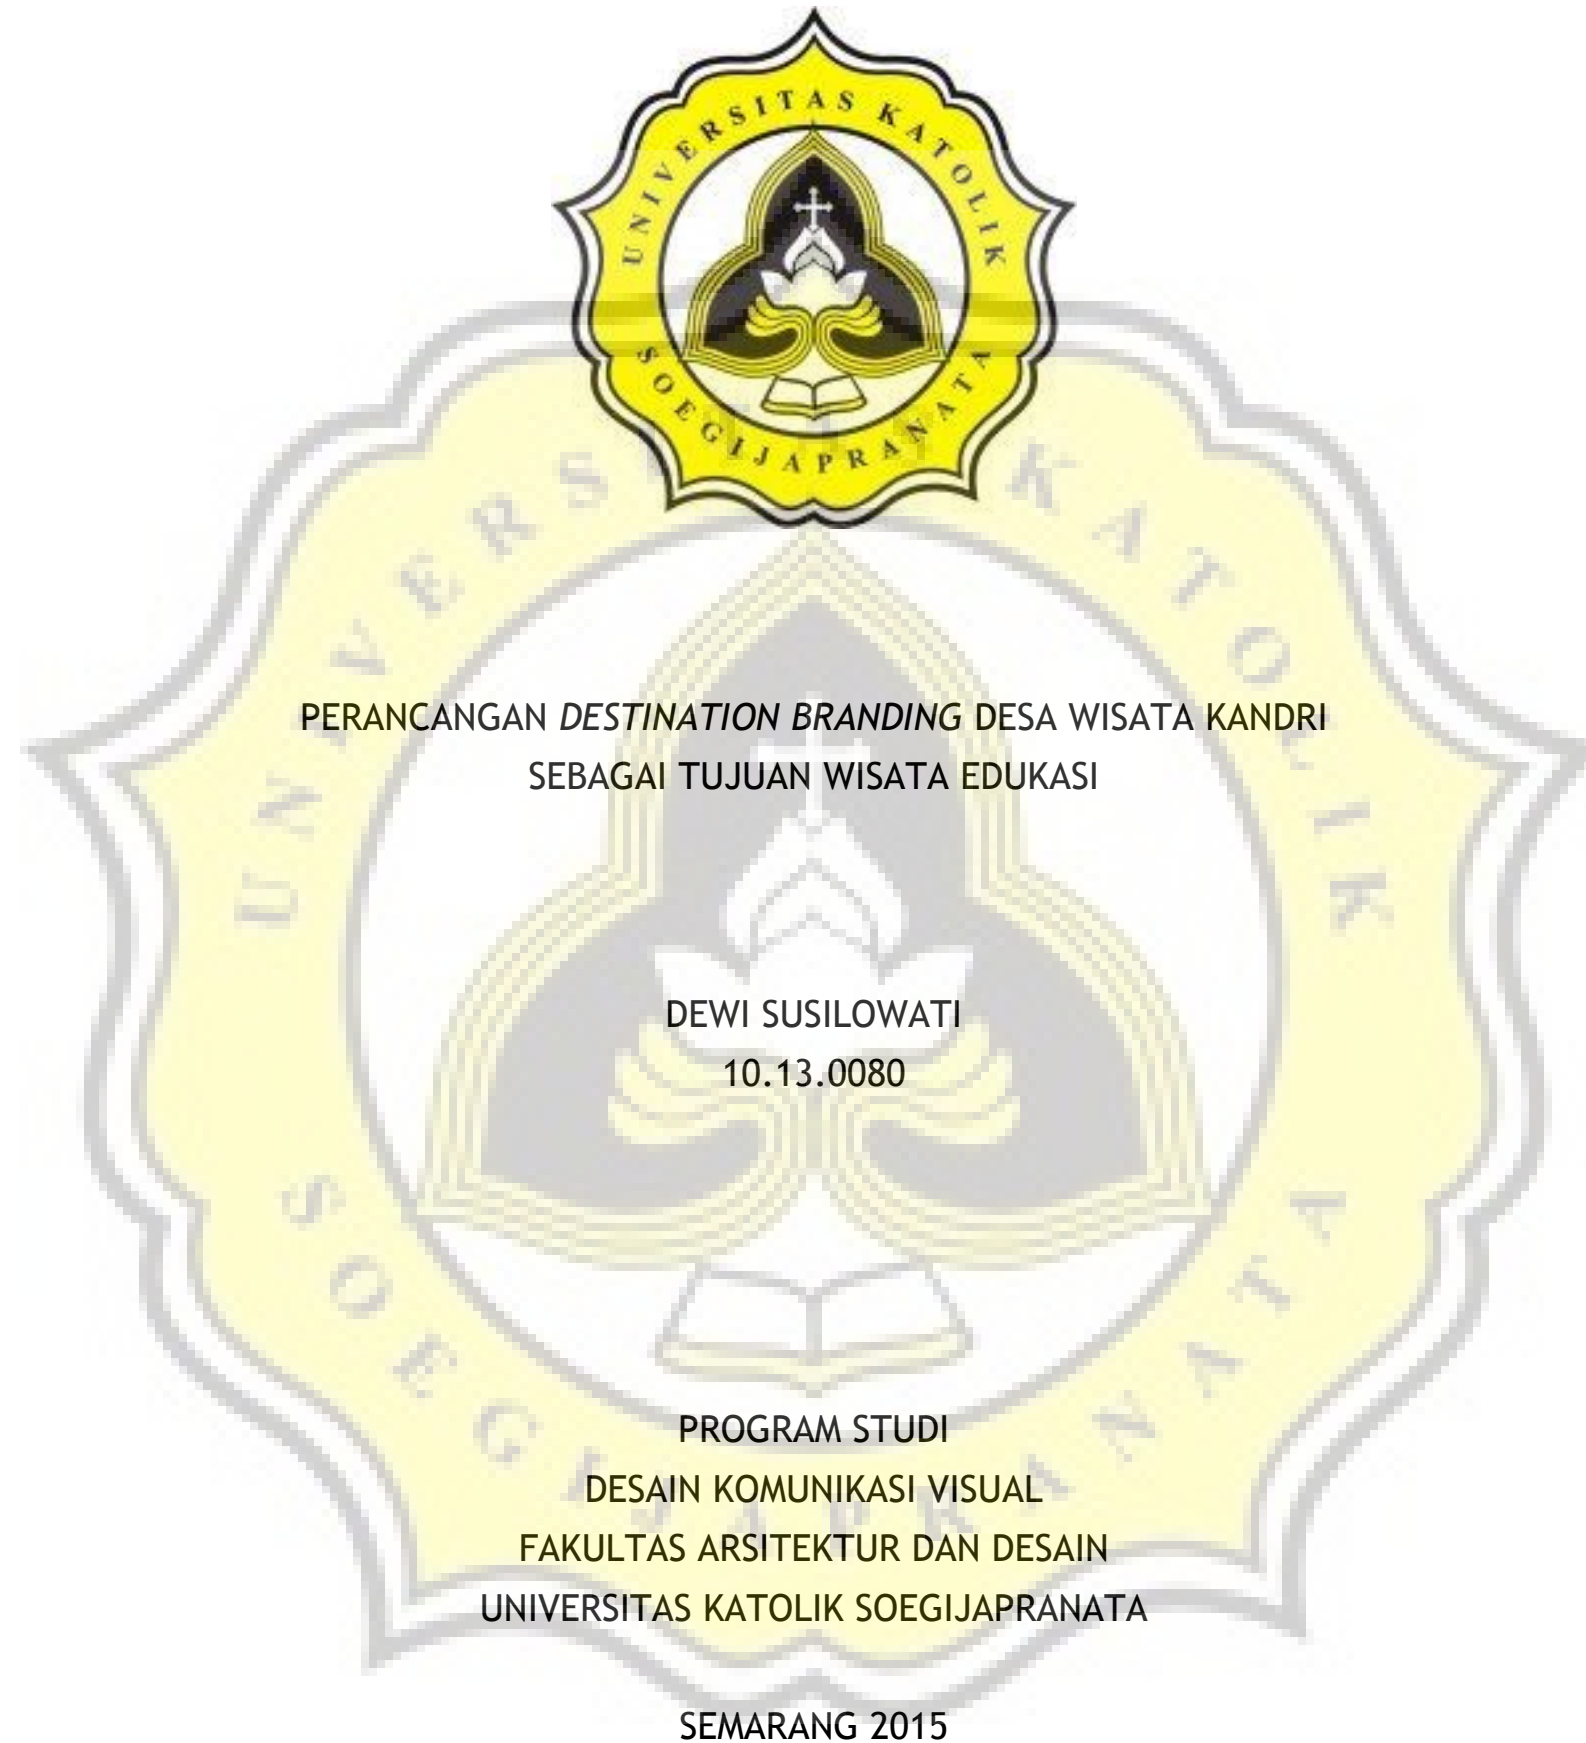 UNIVERSITAS KATOLIK
SOEGIJAPRANATA
PERANCANGAN DESTINATION BRANDING DESA WISATA KANDRI
SEBAGAI TUJUAN WISATA EDUKASI
DEWI SUSILOWATI
10.13.0080
PROGRAM STUDI
DESAIN KOMUNIKASI VISUAL
FAKULTAS ARSITEKTUR DAN DESAIN
UNIVERSITAS KATOLIK SOEGIJAPRANATA
SEMARANG 2015